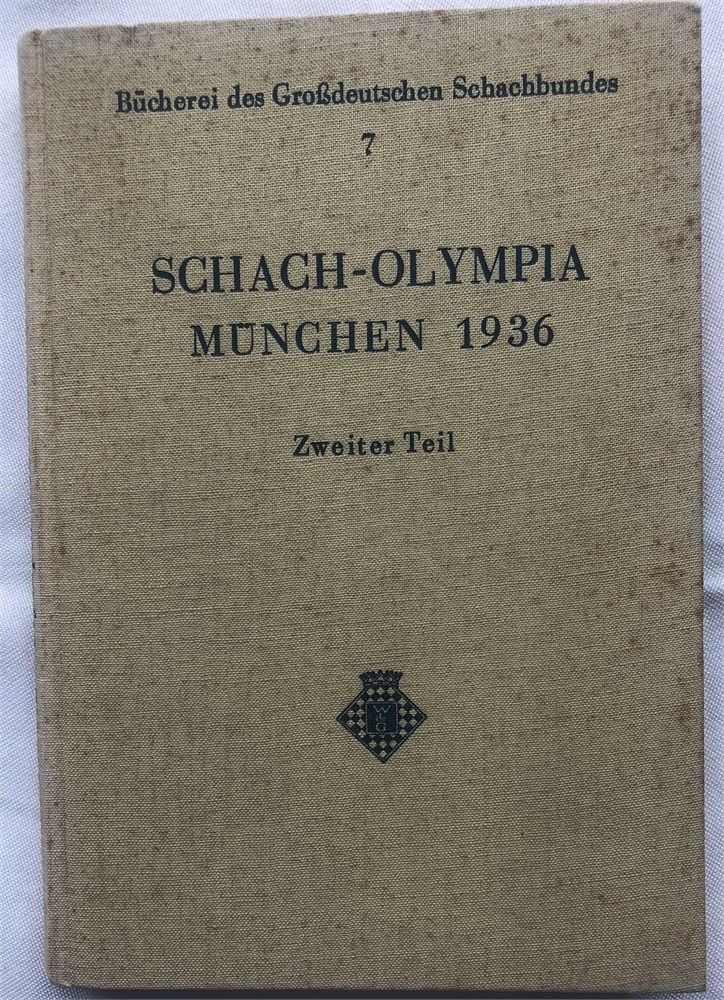 Bücherei des Großdeutschen Schachbundes
7
SCHACH-OLYMPIA
MÜNCHEN 1936
Zweiter Teil